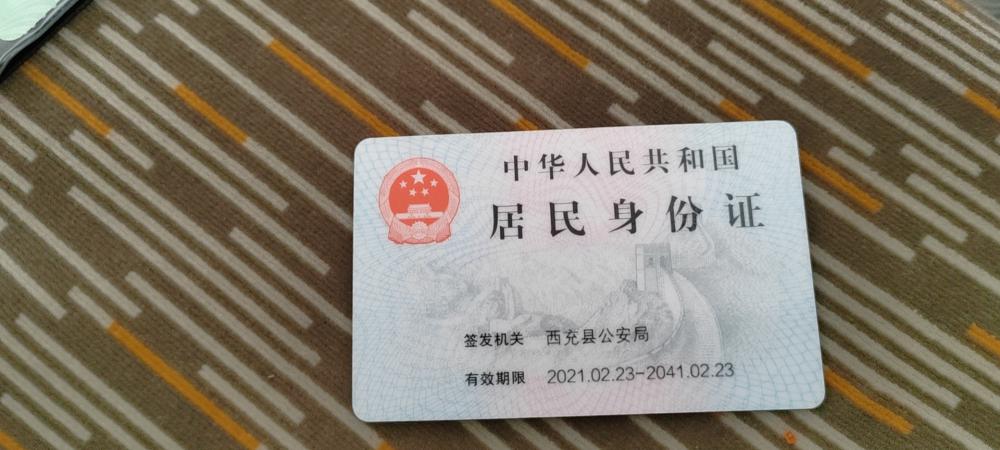 中华人民共和国
居民身份证
签发机关 西充县公安局
有效期限 2021.02.23-2041.02.23